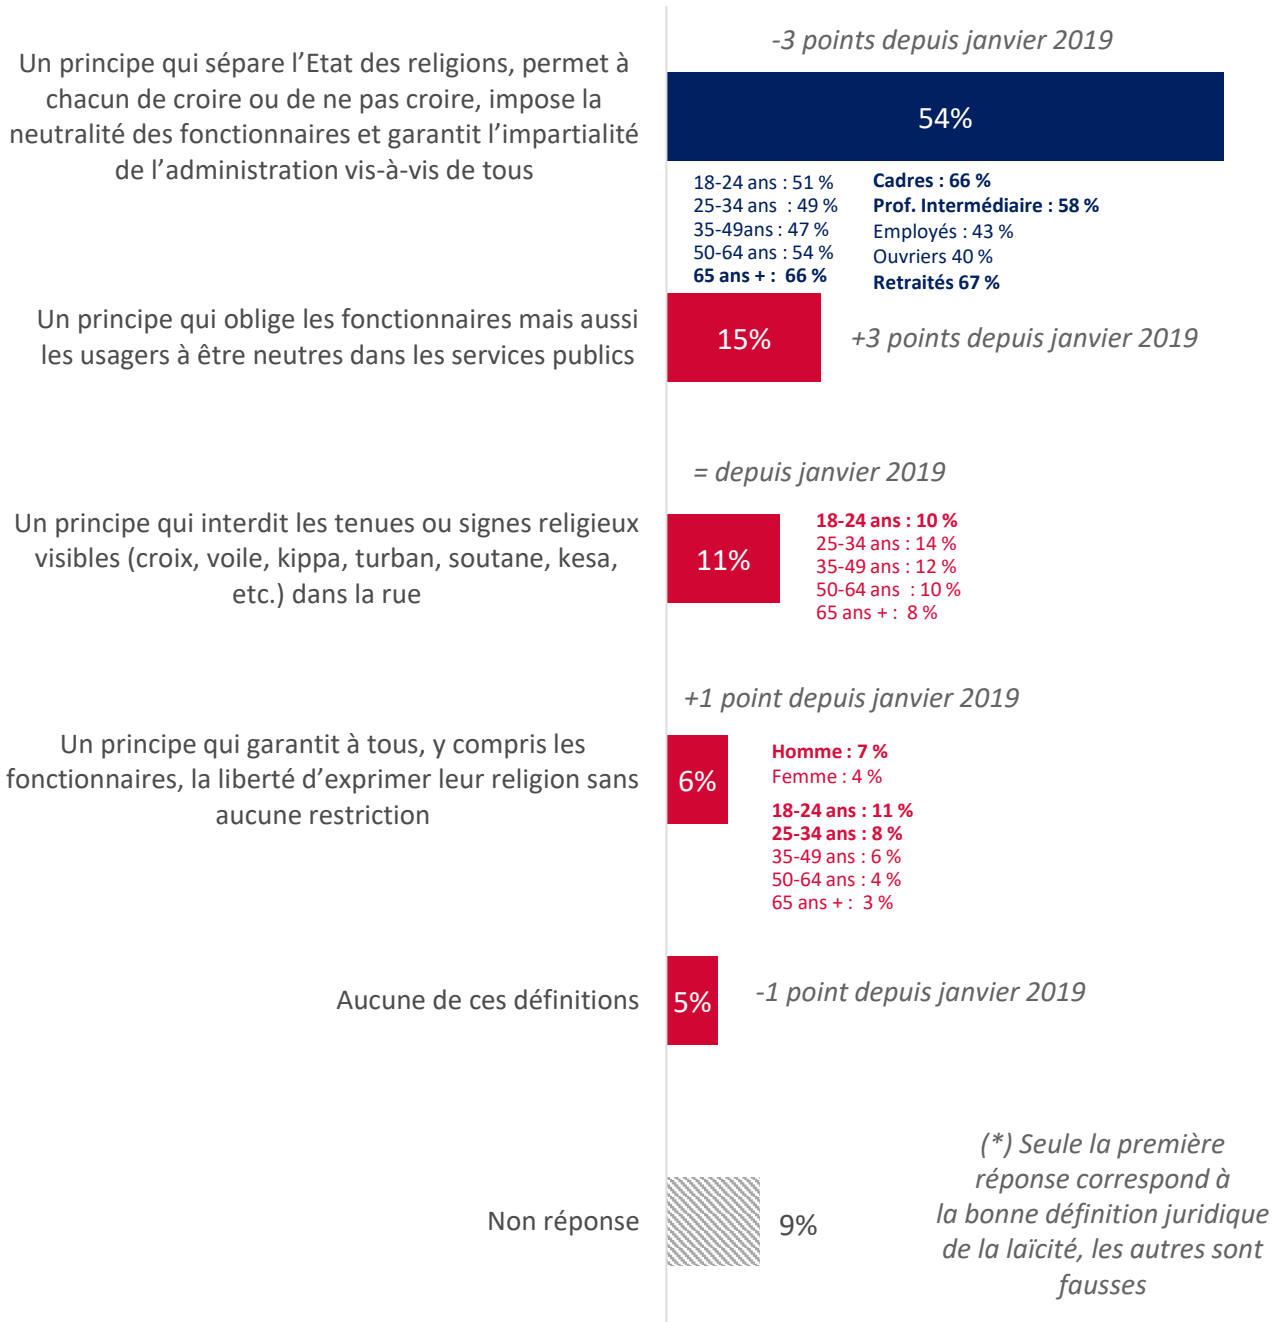 -3 points depuis janvier 2019
Un principe qui sépare l’Etat des religions, permet à
chacun de croire ou de ne pas croire, impose la
neutralité des fonctionnaires et garantit l’impartialité
de l’administration vis-à-vis de tous
54%
18-24 ans : 51 %
25-34 ans  : 49 %
35-49ans : 47 %
50-64 ans : 54 %
65 ans + :  66 %
Cadres : 66 %
Prof. Intermédiaire : 58 %
Employés : 43 %
Ouvriers 40 %
Retraités 67 %
Un principe qui oblige les fonctionnaires mais aussi
les usagers à être neutres dans les services publics
15%
+3 points depuis janvier 2019
= depuis janvier 2019
Un principe qui interdit les tenues ou signes religieux
visibles (croix, voile, kippa, turban, soutane, kesa,
etc.) dans la rue
11%
18-24 ans : 10 %
25-34 ans : 14 %
35-49 ans : 12 %
50-64 ans  : 10 %
65 ans + :  8 %
+1 point depuis janvier 2019
Un principe qui garantit à tous, y compris les
fonctionnaires, la liberté d’exprimer leur religion sans
aucune restriction
6%
Homme : 7 %
Femme : 4 %
18-24 ans : 11 %
25-34 ans : 8 %
35-49 ans : 6 %
50-64 ans : 4 %
65 ans + :  3 %
Aucune de ces définitions
5%
-1 point depuis janvier 2019
Non réponse
9%
(*) Seule la première
réponse correspond à
la bonne définition juridique
de la laïcité, les autres sont
fausses